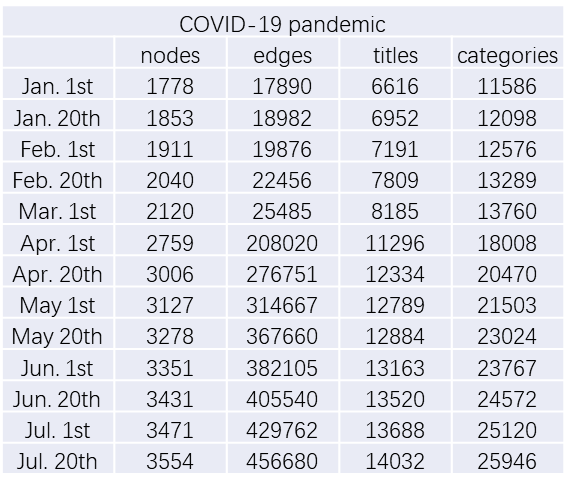 COVID-19 pandemic
nodes edges titles categories
Jan. 1st 1778 17890 6616 11586
Jan. 20th 1853 18982 6952 12098
Feb. 1st 1911 19876 7191 12576
Feb. 20th 2040 22456 7809 13289
Mar. 1st 2120 25485 8185 13760
Apr. 1st 2759 208020 11296 18008
Apr. 20th 3006 276751 12334 20470
May 1st 3127 314667 12789 21503
May 20th 3278 367660 12884 23024
Jun. 1st 3351 382105 13163 23767
Jun. 20th 3431 405540 13520 24572
Jul. 1st 3471 429762 13688 25120
Jul. 20th 3554 456680 14032 25946